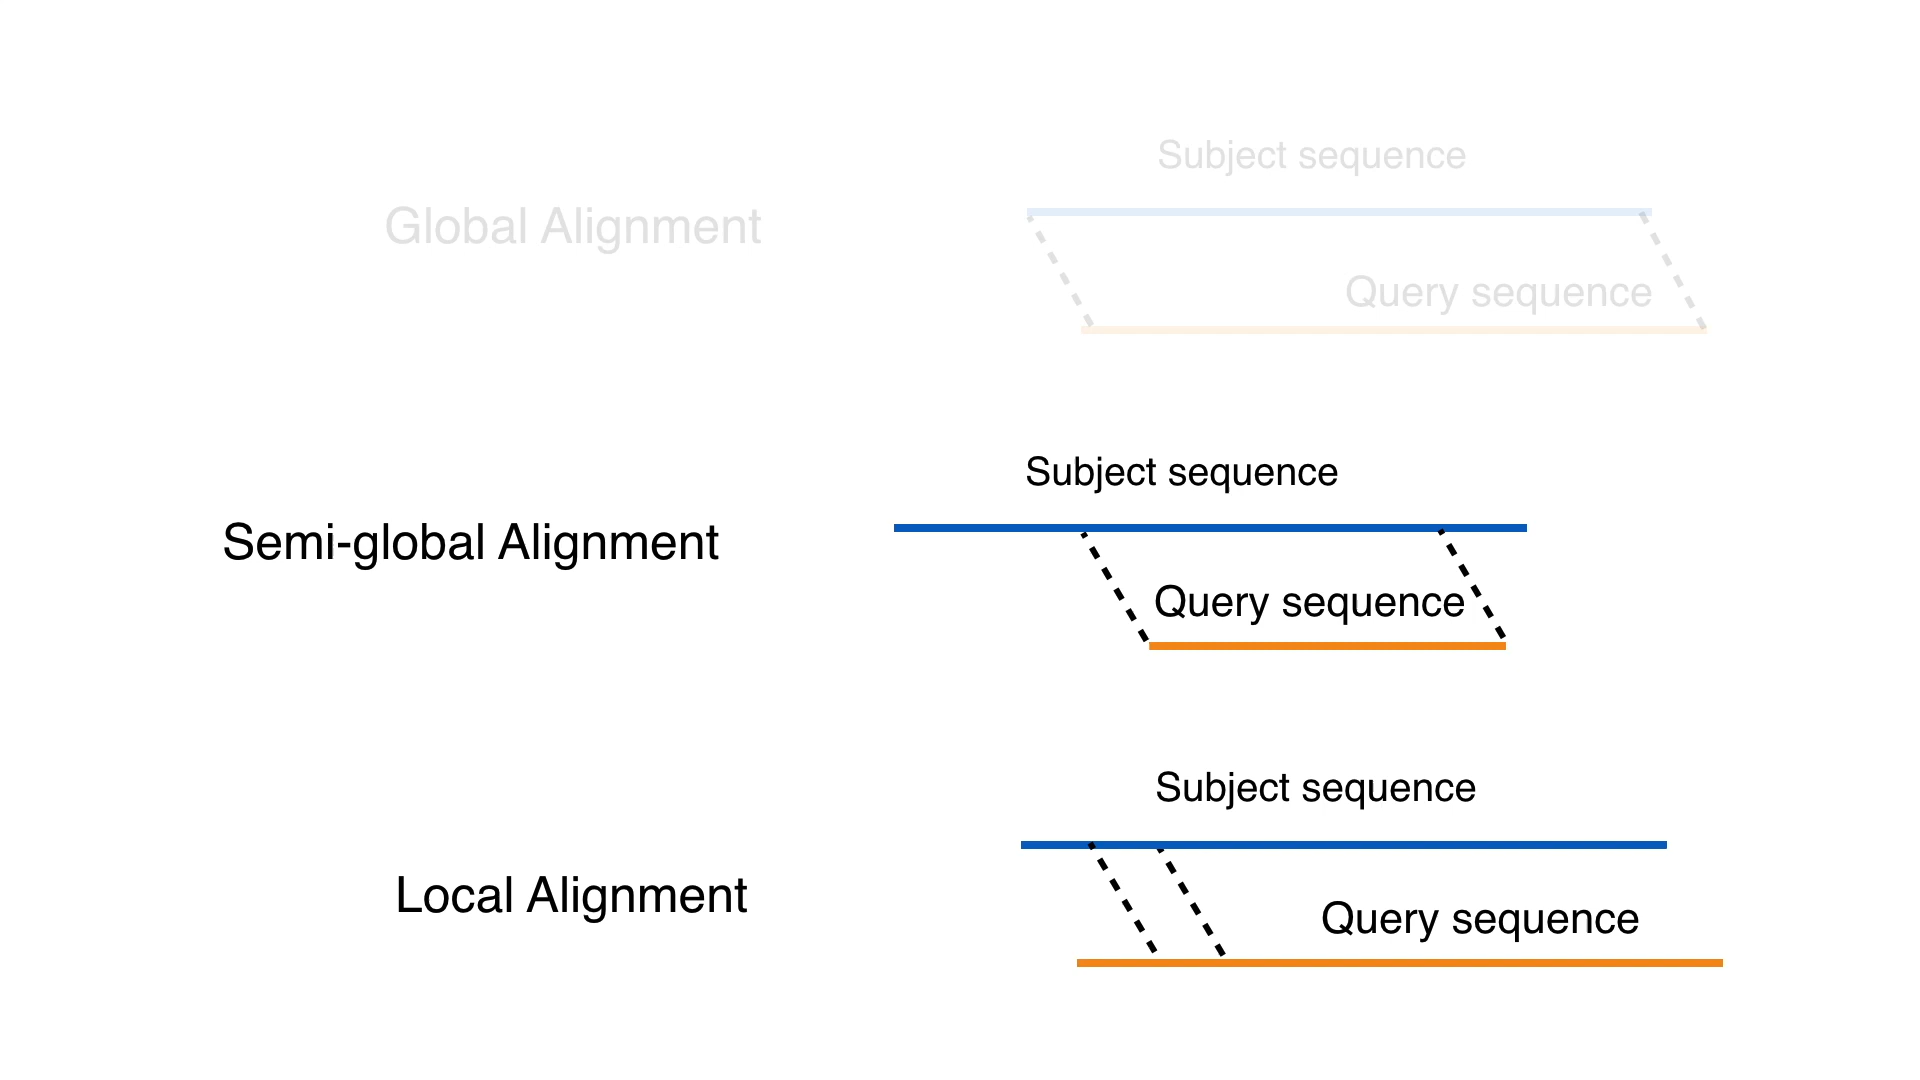 Subject sequence
Global Alignment
Query sequence
Subject sequence
Semi-global Alignment
Query sequence
Subject sequence
Local Alignment
Query sequence